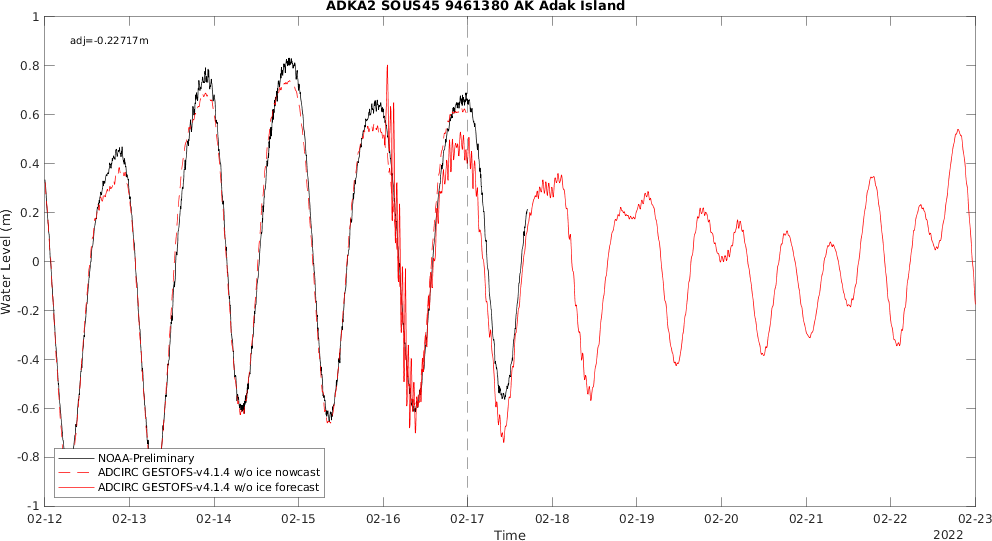 ADKA2 SOUS45 9461380 AK Adak Island
adj=-0.22717m
1
0.8
0.6
0.4
0.2
0
-0.2
-0.4
-0.6
-0.8
-1
Water Level (m)
NOAA-Preliminary
ADCIRC GESTOFS-v4.1.4 w/o ice nowcast
ADCIRC GESTOFS-v4.1.4 w/o ice forecast
02-12 02-13 02-14 02-15 02-16 02-17 02-18 02-19 02-20 02-21 02-22 02-23
Time
2022